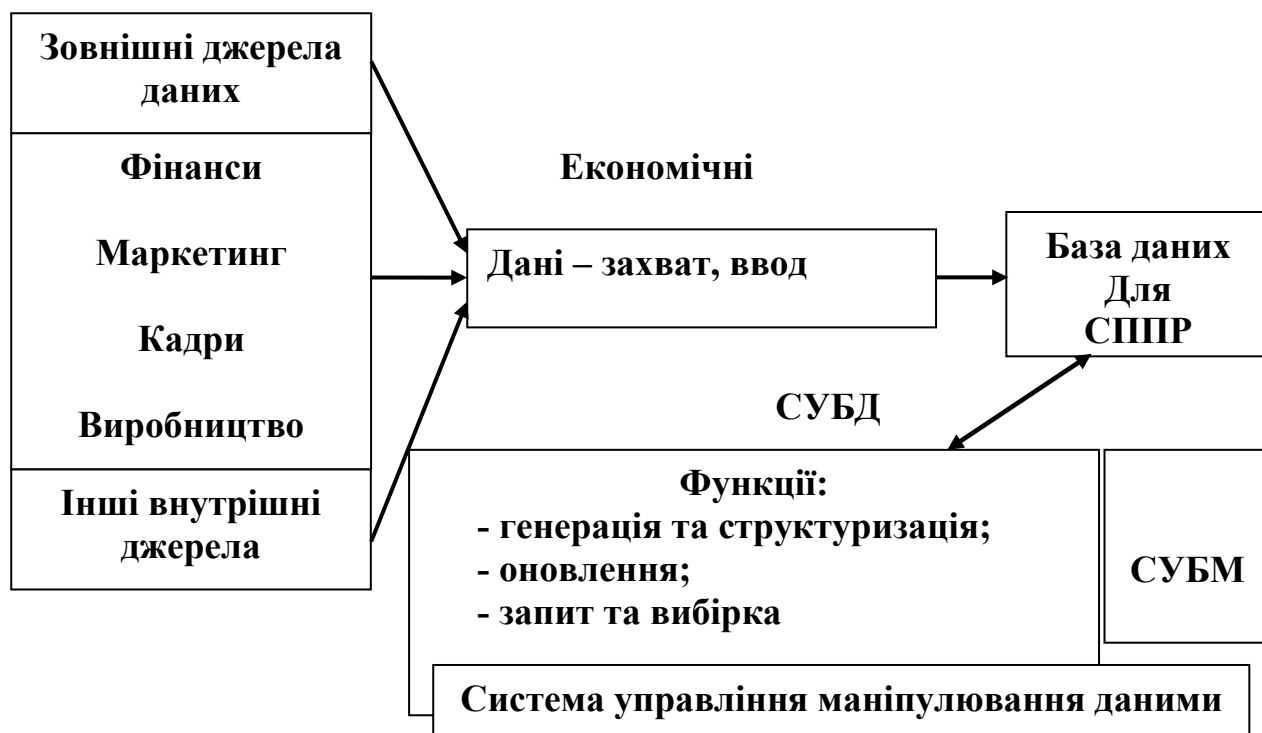 Зовнішні джерела
даних
Фінанси
Маркетинг
Кадри
Виробництво
Інші внутрішні
джерела
Економічні
Дані – захват, ввод
База даних
Для
СППР
СУБД
Функції:
- генерація та структуризація;
- оновлення;
- запит та вибірка
СУБМ
Система управління маніпулювання даними